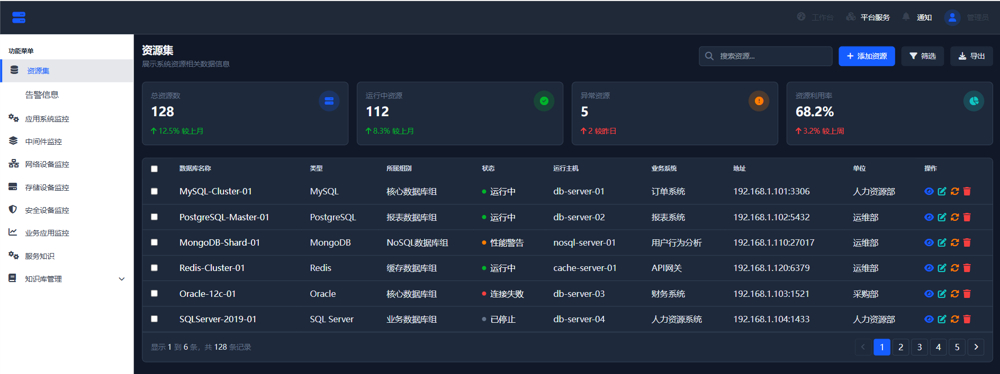 工作台 平台服务 通知 管理员
功能菜单
资源集
告警信息
应用系统监控
中间件监控
网络设备监控
存储设备监控
安全设备监控
业务应用监控
服务知识
知识库管理
资源集
展示系统资源相关数据信息
搜索资源... 添加资源 筛选 导出
总资源数
128
12.5% 较上月
运行中资源
112
8.3% 较上月
异常资源
5
2 较昨日
资源利用率
68.2%
3.2% 较上周
数据库名称 类型 所属组别 状态 运行主机 业务系统 地址 单位 操作
MySQL-Cluster-01 MySQL 核心数据库组 运行中 db-server-01 订单系统 192.168.1.101:3306 人力资源部
PostgreSQL-Master-01 PostgreSQL 报表数据库组 运行中 db-server-02 报表系统 192.168.1.102:5432 运维部
MongoDB-Shard-01 MongoDB NoSQL数据库组 性能警告 nosql-server-01 用户行为分析 192.168.1.110:27017 运维部
Redis-Cluster-01 Redis 缓存数据库组 运行中 cache-server-01 API网关 192.168.1.120:6379 运维部
Oracle-12c-01 Oracle 核心数据库组 连接失败 db-server-03 财务系统 192.168.1.103:1521 采购部
SQLServer-2019-01 SQL Server 业务数据库组 已停止 db-server-04 人力资源系统 192.168.1.104:1433 人力资源部
显示 1 到 6 条，共 128 条记录
1 2 3 4 5